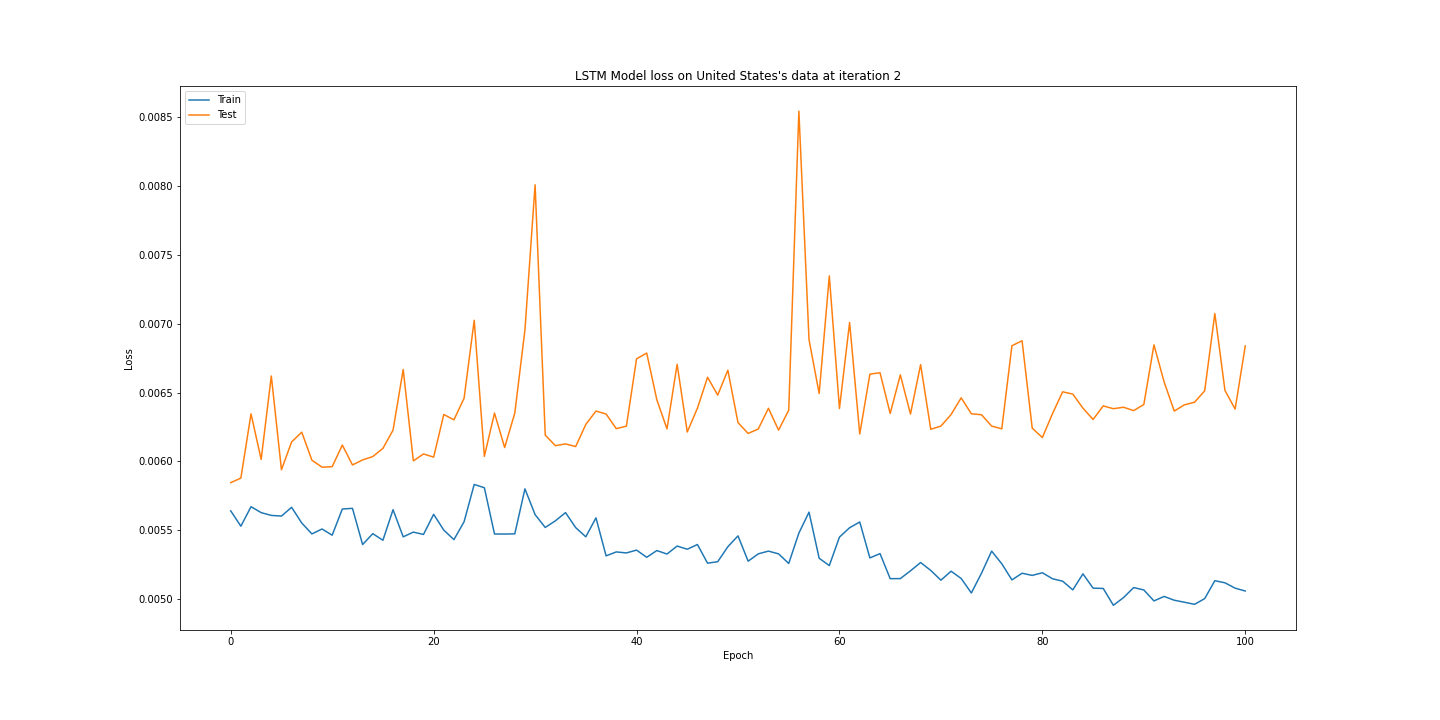 LSTM Model loss on United States's data at iteration 2
Train
Test
0.0085
0.0080
0.0075
0.0070
0.0065
0.0060
0.0055
0.0050
Loss
0 20 40 60 80 100
Epoch